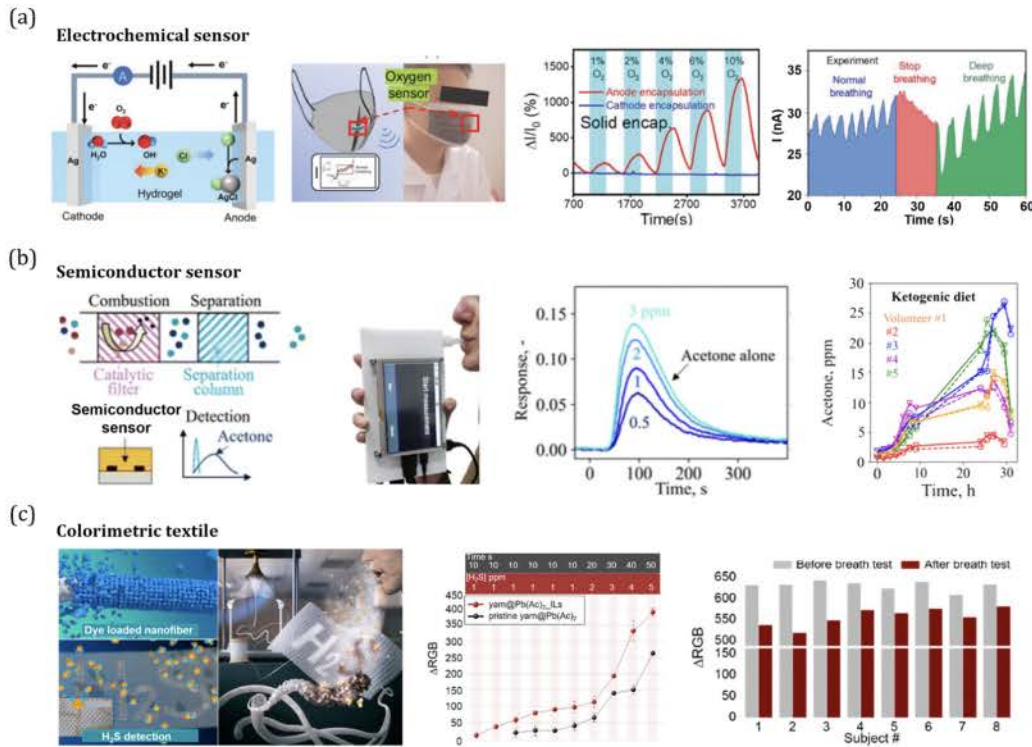 (a)
Electrochemical sensor
A
e⁻
e⁻
e⁻
e⁻
O₂
Ag
Ag
H₂O
OH⁻
Cl⁻
K⁺
AgCl
Hydrogel
Cathode
Anode
Oxygen
sensor
1% 2% 4% 6% 10%
O₂ O₂ O₂ O₂ O₂
Anode encapsulation
Cathode encapsulation
Solid encap.
ΔI/I₀ (%)
1500
1000
500
0
700 1700 2700 3700
Time(s)
Experiment
Normal
breathing
Stop
breathing
Deep
breathing
I (nA)
35
30
25
20
0 10 20 30 40 50 60
Time (s)
(b)
Semiconductor sensor
Combustion Separation
Catalytic
filter
Separation
column
Semiconductor
sensor
Detection
Acetone
Start measurement
Response, -
0.15
0.10
0.05
0.00
3 ppm
2
1
0.5
Acetone alone
0 100 200 300
Time, s
Ketogenic diet
Volunteer #1
#2
#3
#4
#5
Acetone, ppm
30
25
20
15
10
5
0
0 10 20 30
Time, h
(c)
Colorimetric textile
Dye loaded nanofiber
H₂S detection
H₂S
Time s
10 10 10 10 10 10 10 10 10
[H₂S] ppm
1 1 1 1 1 1 2 3 4 5
yarn@Pb(Ac)₂_ILs
pristine yarn@Pb(Ac)₂
ΔRGB
450
400
350
300
250
200
150
100
50
0
Before breath test After breath test
ΔRGB
650
600
550
500
150
100
50
0
1 2 3 4 5 6 7 8
Subject #